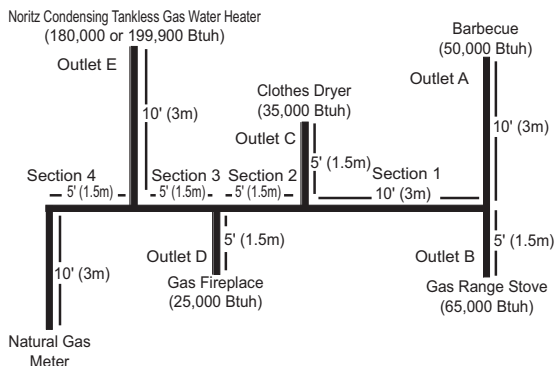 Noritz Condensing Tankless Gas Water Heater
(180,000 or 199,900 Btuh)
Outlet E
10' (3m)
Barbecue
(50,000 Btuh)
Outlet A
10' (3m)
Clothes Dryer
(35,000 Btuh)
Outlet C
5' (1.5m)
Section 4
5' (1.5m)
Section 3
5' (1.5m)
Section 2
5' (1.5m)
Section 1
10' (3m)
10' (3m)
Natural Gas
Meter
Outlet D
5' (1.5m)
Gas Fireplace
(25,000 Btuh)
Outlet B
5' (1.5m)
Gas Range Stove
(65,000 Btuh)